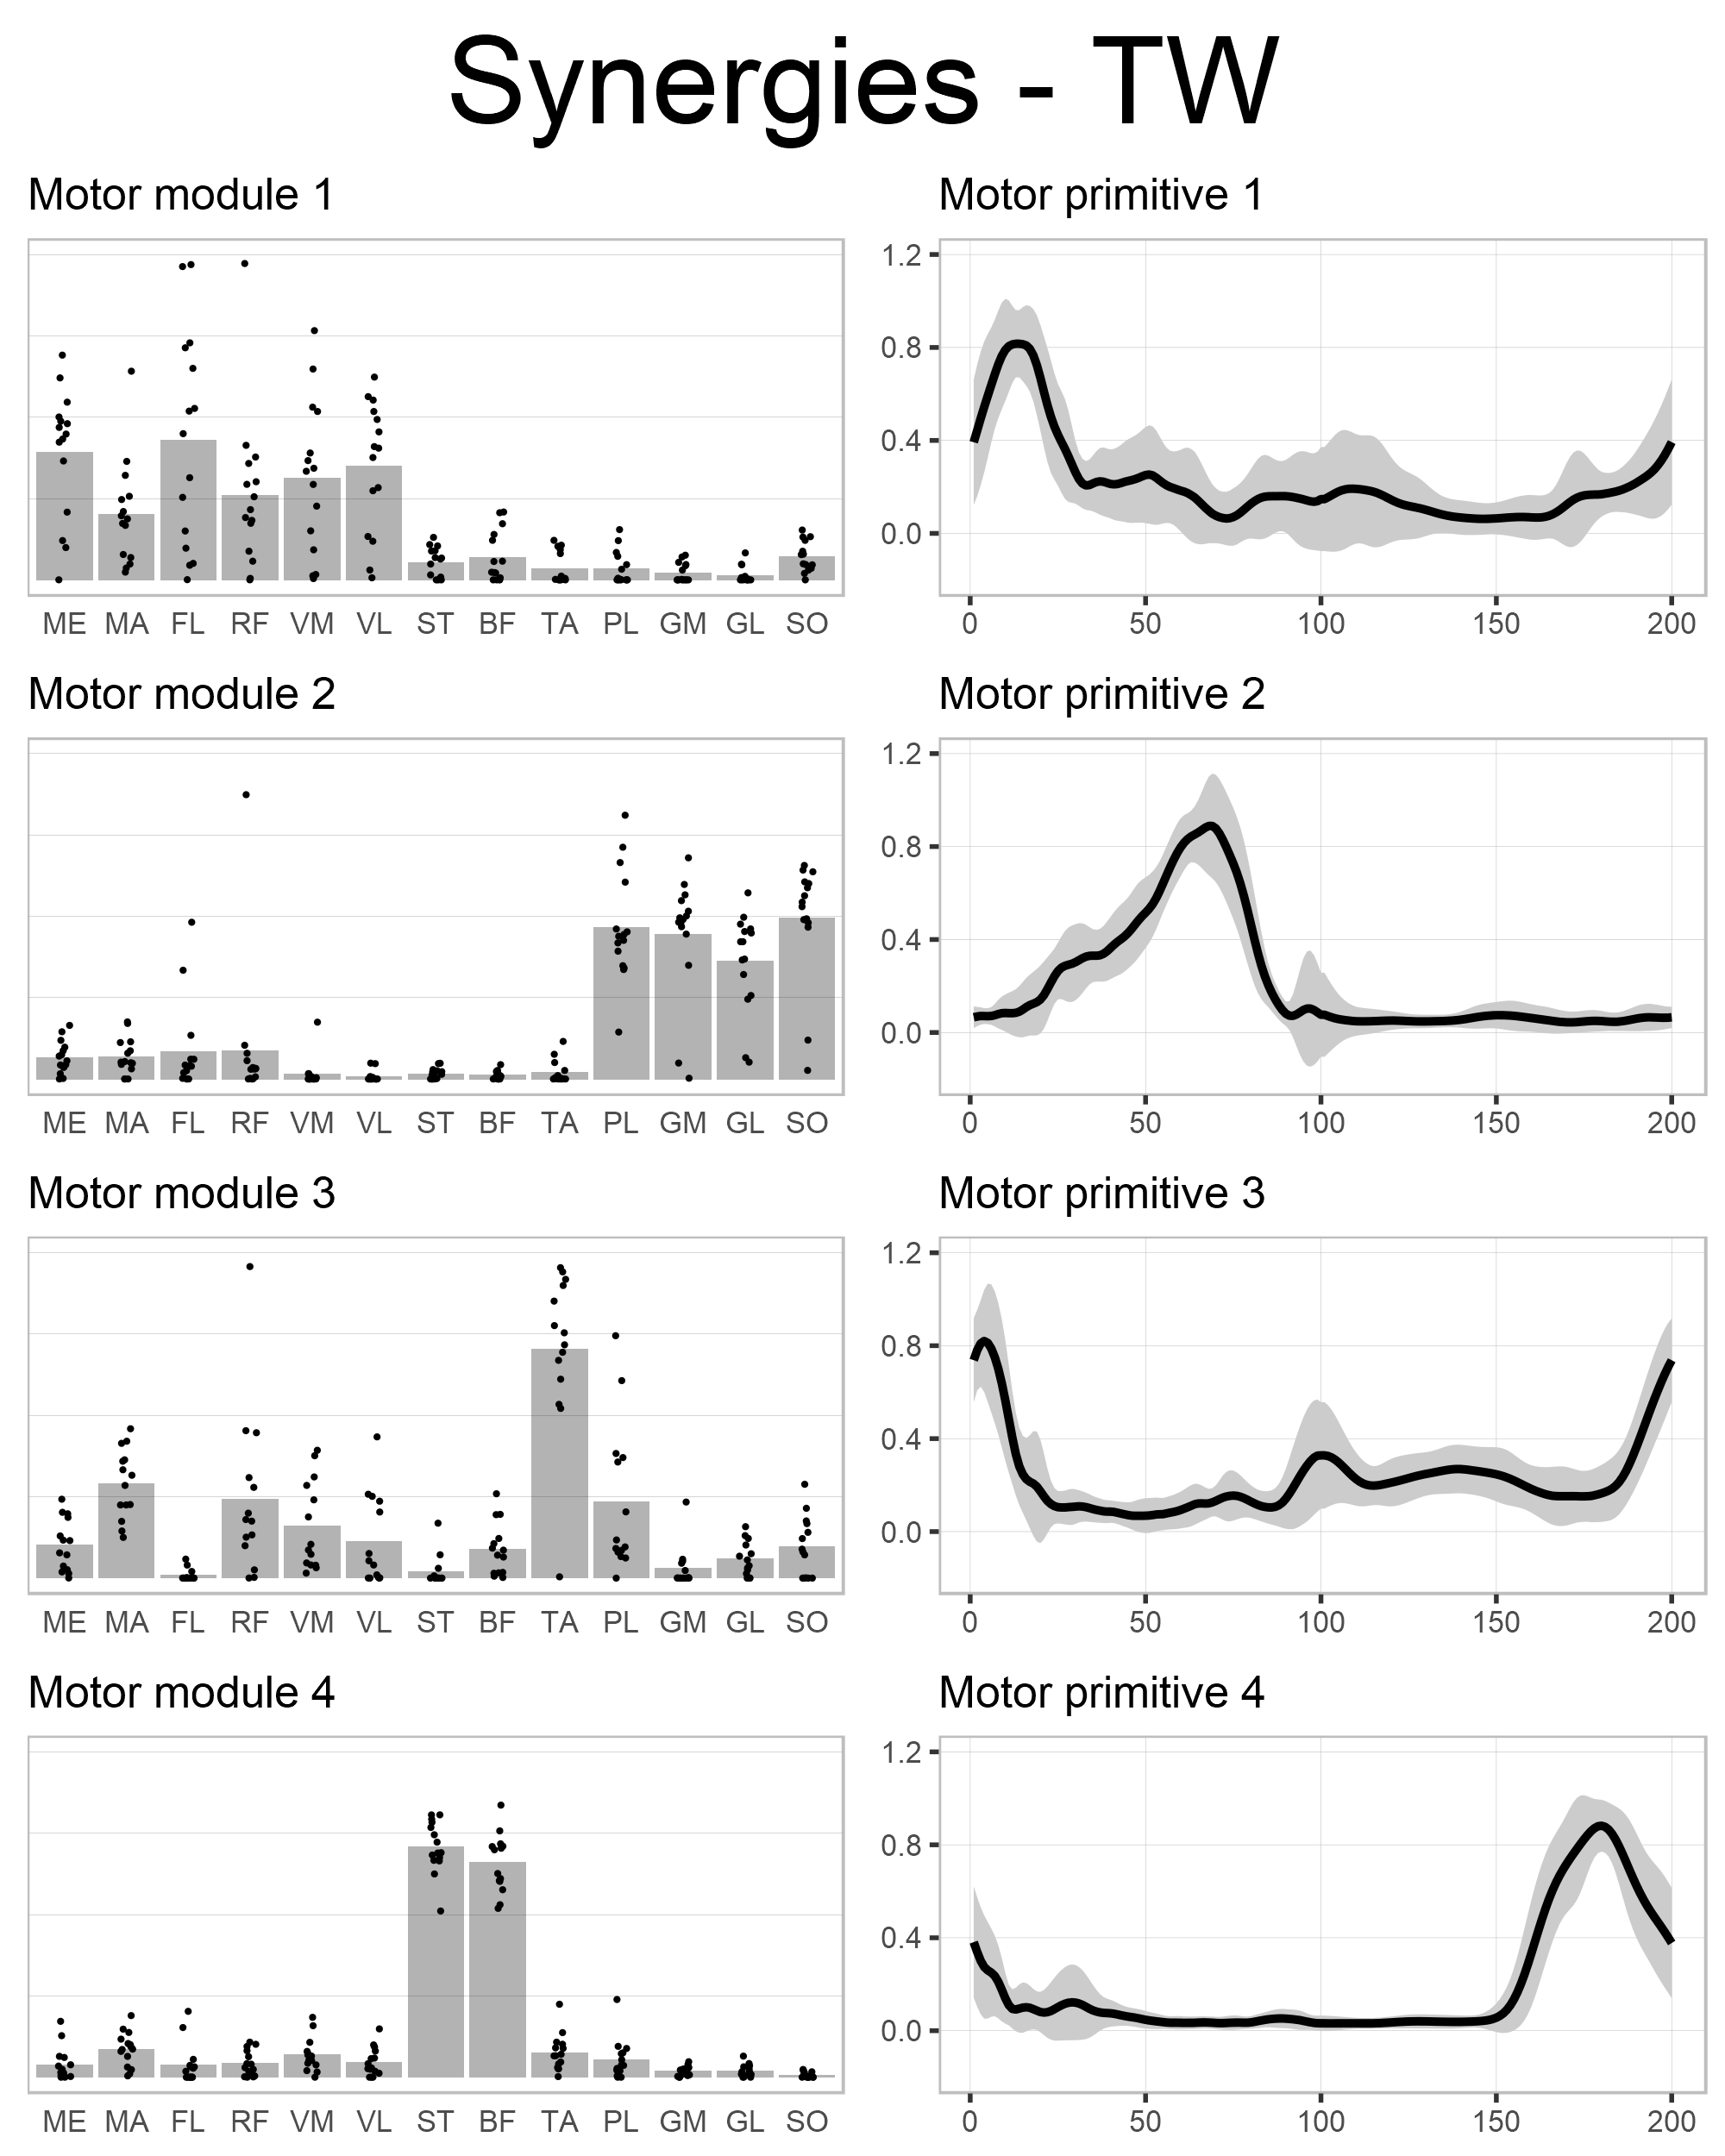 Synergies - TW
Motor module 1
ME MA FL RF VM VL ST BF TA PL GM GL SO
Motor primitive 1
1.2
0.8
0.4
0.0
0 50 100 150 200
Motor module 2
ME MA FL RF VM VL ST BF TA PL GM GL SO
Motor primitive 2
1.2
0.8
0.4
0.0
0 50 100 150 200
Motor module 3
ME MA FL RF VM VL ST BF TA PL GM GL SO
Motor primitive 3
1.2
0.8
0.4
0.0
0 50 100 150 200
Motor module 4
ME MA FL RF VM VL ST BF TA PL GM GL SO
Motor primitive 4
1.2
0.8
0.4
0.0
0 50 100 150 200